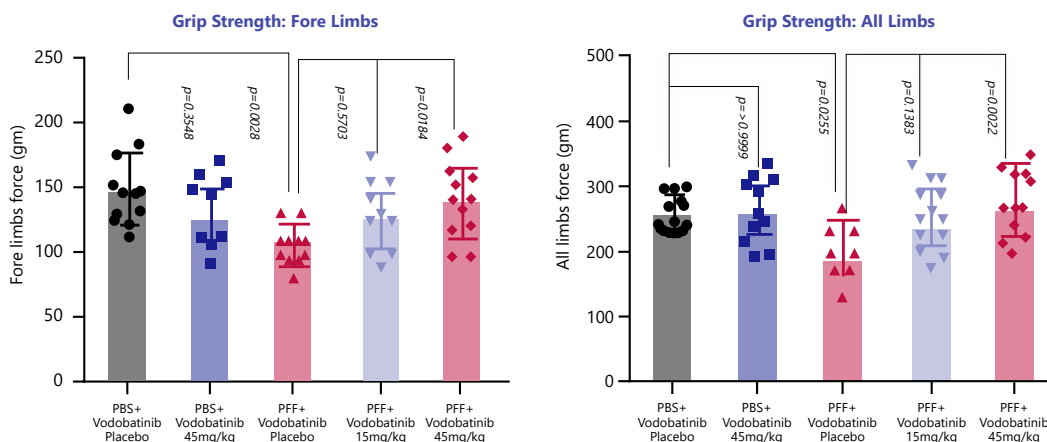 Grip Strength: Fore Limbs
Fore limbs force (gm)
250
200
150
100
50
0
p=0.3548
p=0.0028
p=0.5703
p=0.0184
PBS+
Vodobatinib
Placebo
PBS+
Vodobatinib
45mg/kg
PFF+
Vodobatinib
Placebo
PFF+
Vodobatinib
15mg/kg
PFF+
Vodobatinib
45mg/kg
Grip Strength: All Limbs
All limbs force (gm)
500
400
300
200
100
0
p=>0.9999
p=0.0255
p=0.1383
p=0.0022
PBS+
Vodobatinib
Placebo
PBS+
Vodobatinib
45mg/kg
PFF+
Vodobatinib
Placebo
PFF+
Vodobatinib
15mg/kg
PFF+
Vodobatinib
45mg/kg